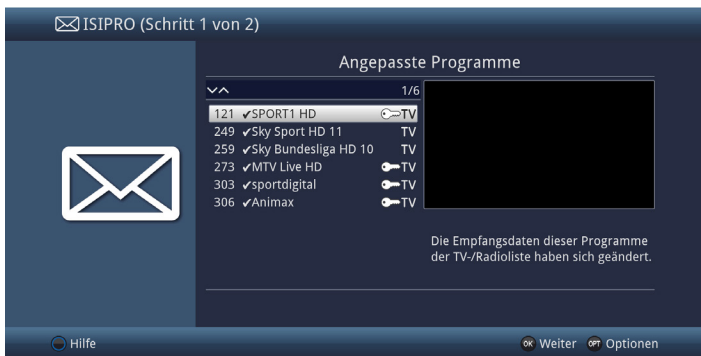 ISIPRO (Schritt 1 von 2)
Angepasste Programme
1/6
121 ✔SPORT1 HD TV
249 ✔Sky Sport HD 11 TV
259 ✔Sky Bundesliga HD 10 TV
273 ✔MTV Live HD TV
303 ✔sportdigital TV
306 ✔Animax TV
Die Empfangsdaten dieser Programme
der TV-/Radioliste haben sich geändert.
Hilfe
OK Weiter OPT Optionen